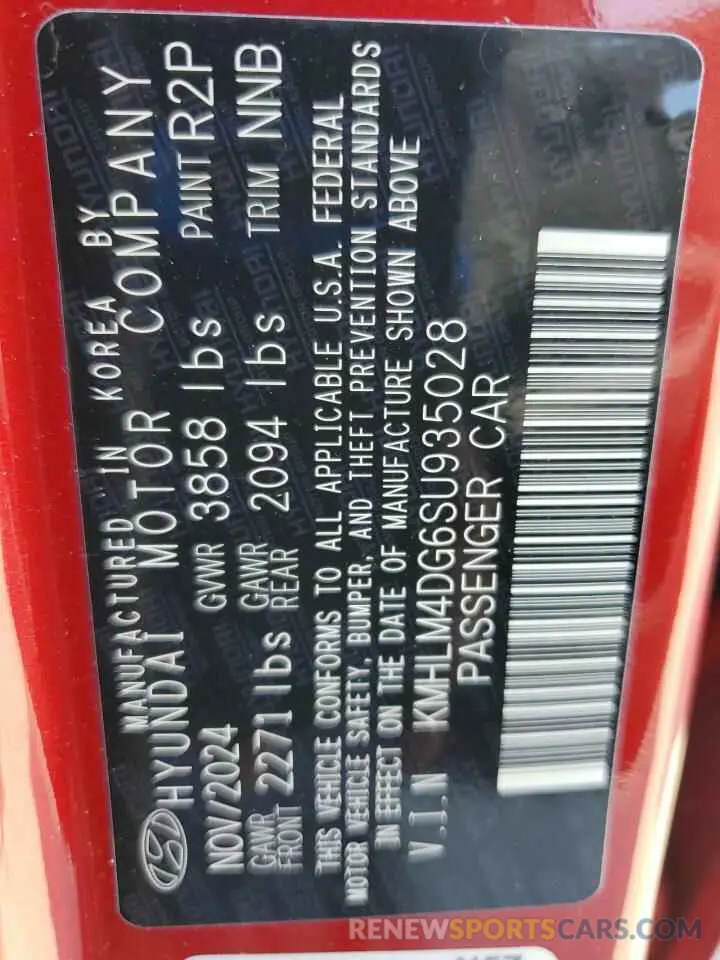 MANUFACTURED IN KOREA BY
HYUNDAI MOTOR COMPANY
NOV/2024 GVWR 3858 lbs PAINT R2P
GAWR FRONT 2271 lbs GAWR REAR 2094 lbs TRIM NNB
THIS VEHICLE CONFORMS TO ALL APPLICABLE U.S.A. FEDERAL
MOTOR VEHICLE SAFETY, BUMPER, AND THEFT PREVENTION STANDARDS
IN EFFECT ON THE DATE OF MANUFACTURE SHOWN ABOVE
V.I.N KMHLM4DG6SU935028
PASSENGER CAR
RENEWSPORTSCARS.COM